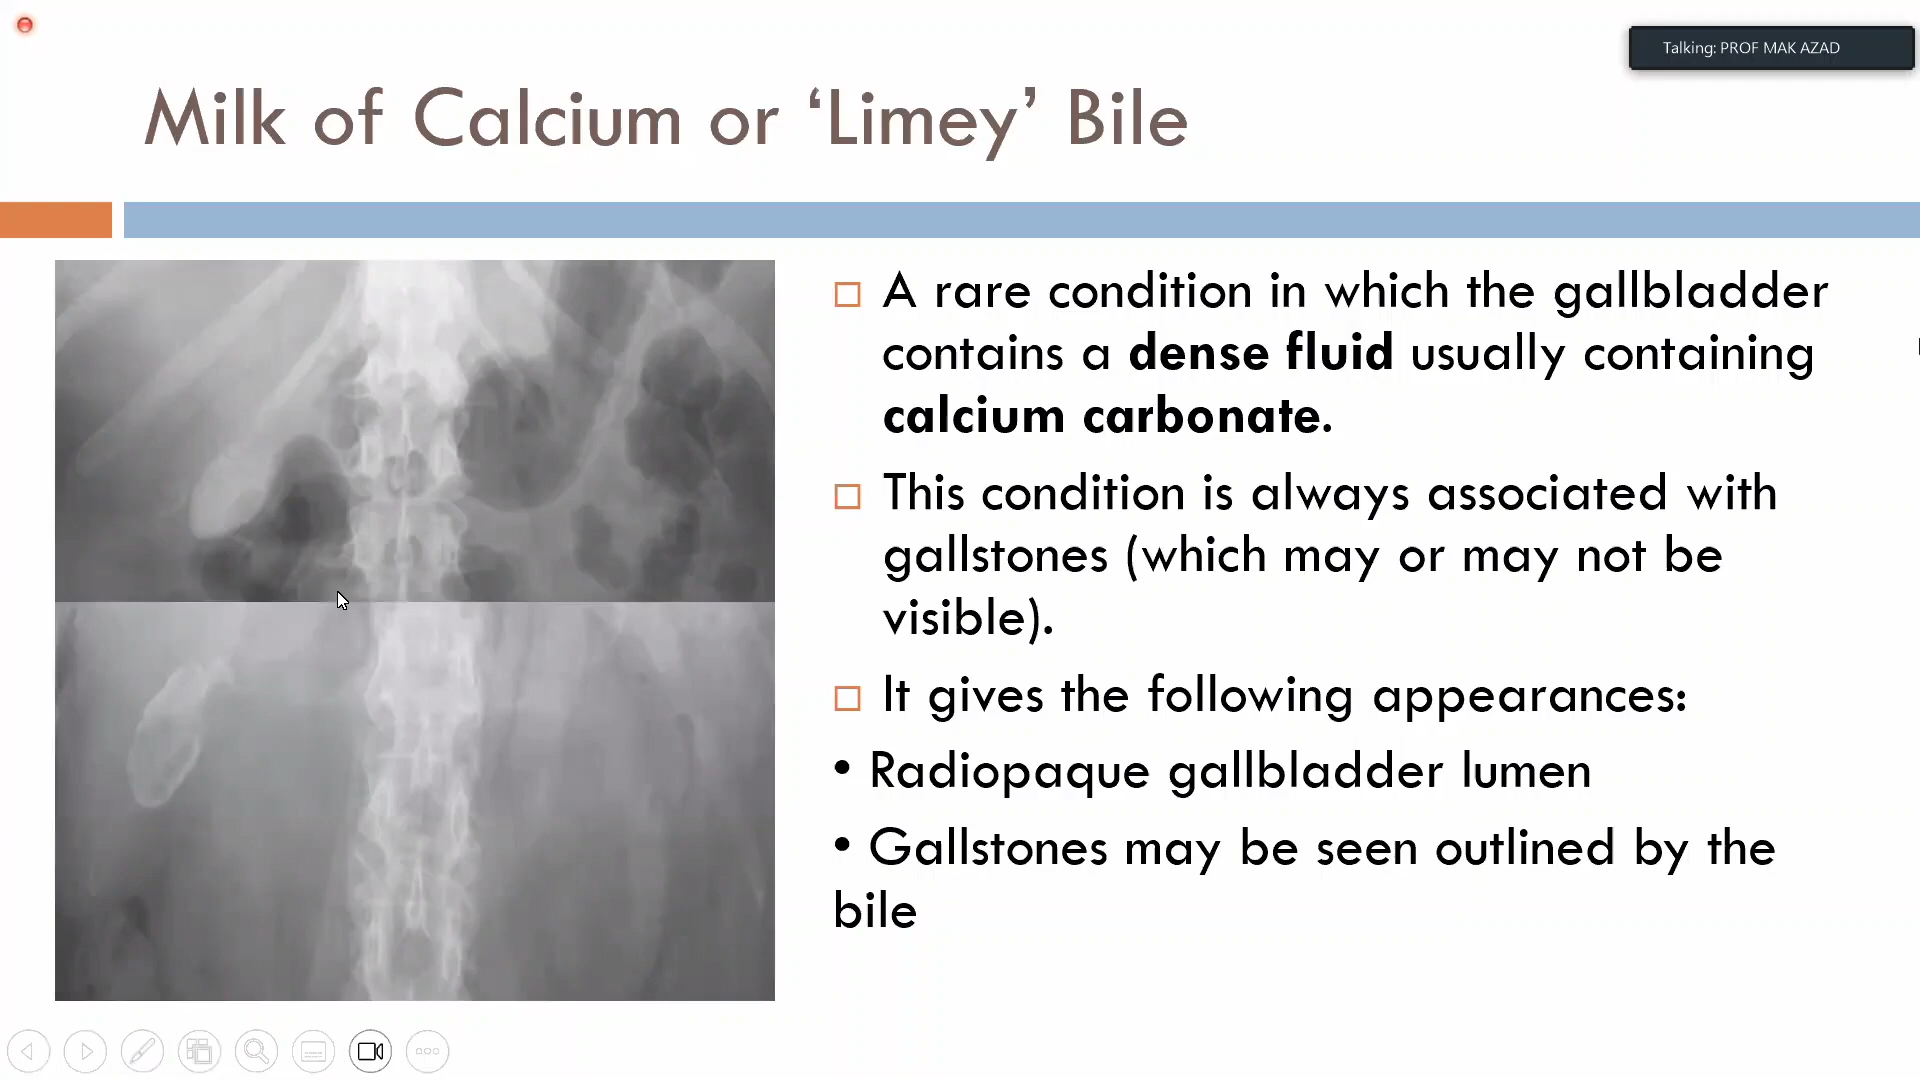 Talking: PROF MAK AZAD
Milk of Calcium or ‘Limey’ Bile
A rare condition in which the gallbladder
contains a dense fluid usually containing
calcium carbonate.
This condition is always associated with
gallstones (which may or may not be
visible).
It gives the following appearances:
• Radiopaque gallbladder lumen
• Gallstones may be seen outlined by the
bile